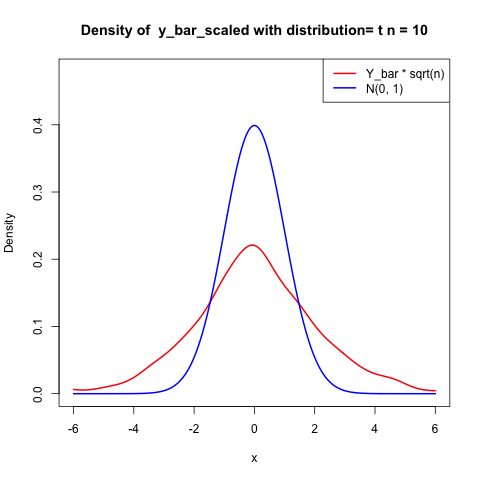 Density of  y_bar_scaled with distribution= t n = 10
Y_bar * sqrt(n)
N(0, 1)
Density
0.4
0.3
0.2
0.1
0.0
-6 -4 -2 0 2 4 6
x